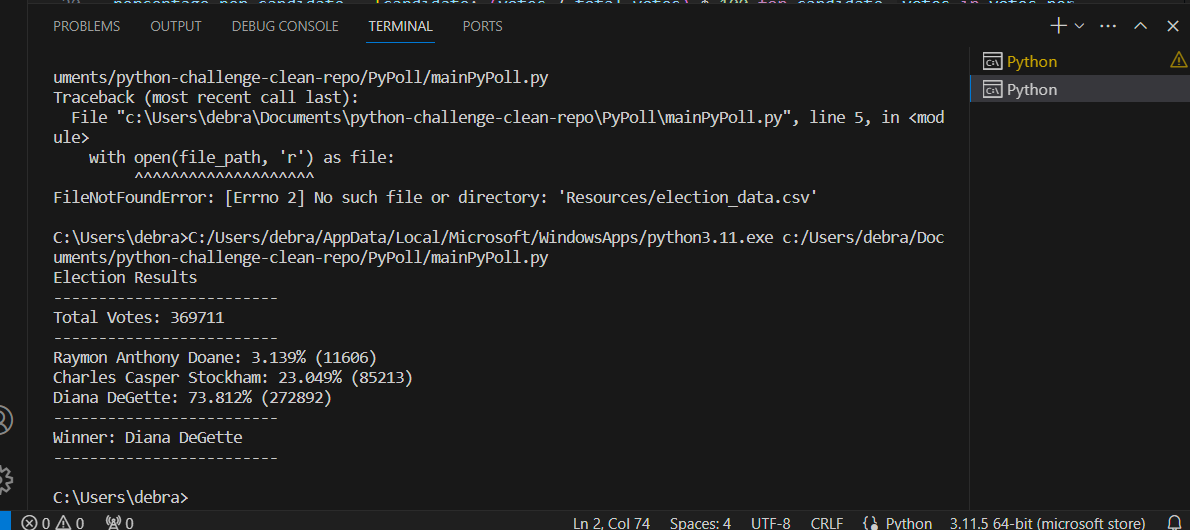 PROBLEMS OUTPUT DEBUG CONSOLE TERMINAL PORTS
Python
Python
uments/python-challenge-clean-repo/PyPoll/mainPyPoll.py
Traceback (most recent call last):
  File "c:\Users\debra\Documents\python-challenge-clean-repo\PyPoll\mainPyPoll.py", line 5, in <mod
ule>
    with open(file_path, 'r') as file:
         ^^^^^^^^^^^^^^^^^^^^
FileNotFoundError: [Errno 2] No such file or directory: 'Resources/election_data.csv'
C:\Users\debra>C:/Users/debra/AppData/Local/Microsoft/WindowsApps/python3.11.exe c:/Users/debra/Doc
uments/python-challenge-clean-repo/PyPoll/mainPyPoll.py
Election Results
-------------------------
Total Votes: 369711
-------------------------
Raymon Anthony Doane: 3.139% (11606)
Charles Casper Stockham: 23.049% (85213)
Diana DeGette: 73.812% (272892)
-------------------------
Winner: Diana DeGette
-------------------------
C:\Users\debra>
0 0 0 Ln 2, Col 74 Spaces: 4 UTF-8 CRLF Python 3.11.5 64-bit (microsoft store)